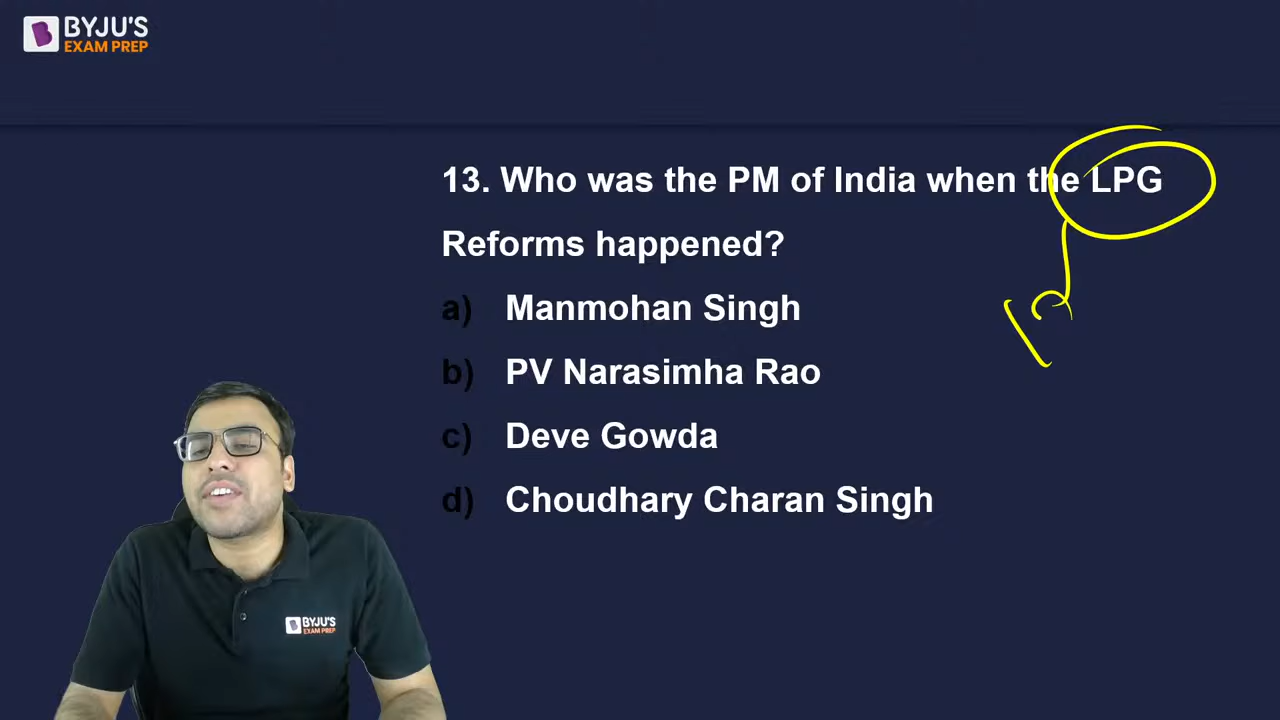 BYJU'S
EXAM PREP
13. Who was the PM of India when the LPG
Reforms happened?
a) Manmohan Singh
b) PV Narasimha Rao
c) Deve Gowda
d) Choudhary Charan Singh
BYJU'S
EXAM PREP